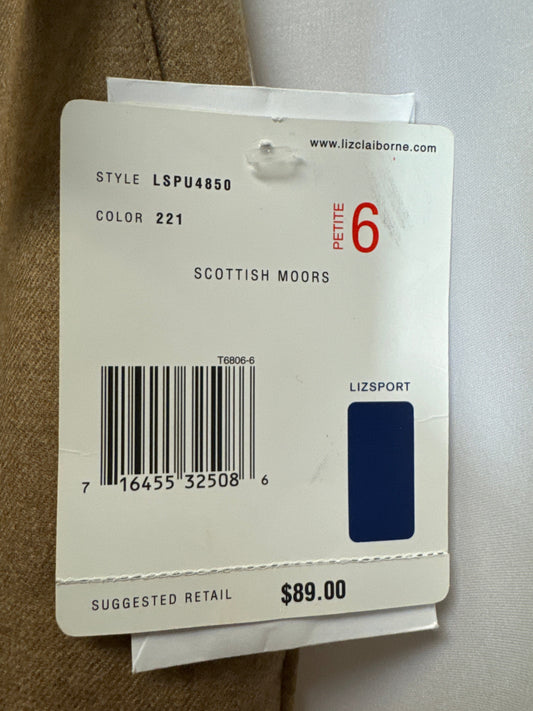 www.lizclaiborne.com
STYLE LSPU4850
COLOR 221
PETITE 6
SCOTTISH MOORS
T6806-6
7 16455 32508 6
LIZSPORT
SUGGESTED RETAIL $89.00